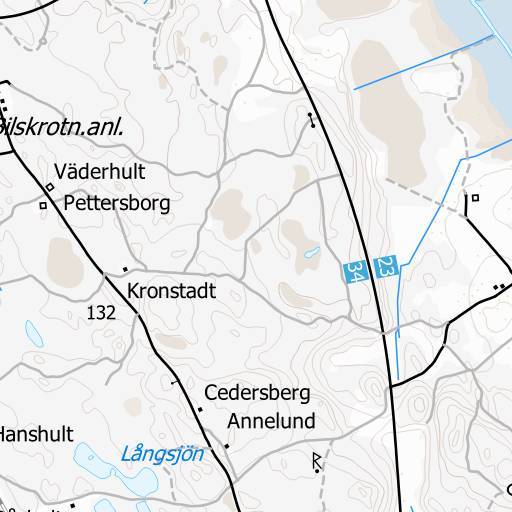 Bilskrotn.anl.
Väderhult
Pettersborg
34
23
Kronstadt
132
Cedersberg
Annelund
Hanshult
Långsjön